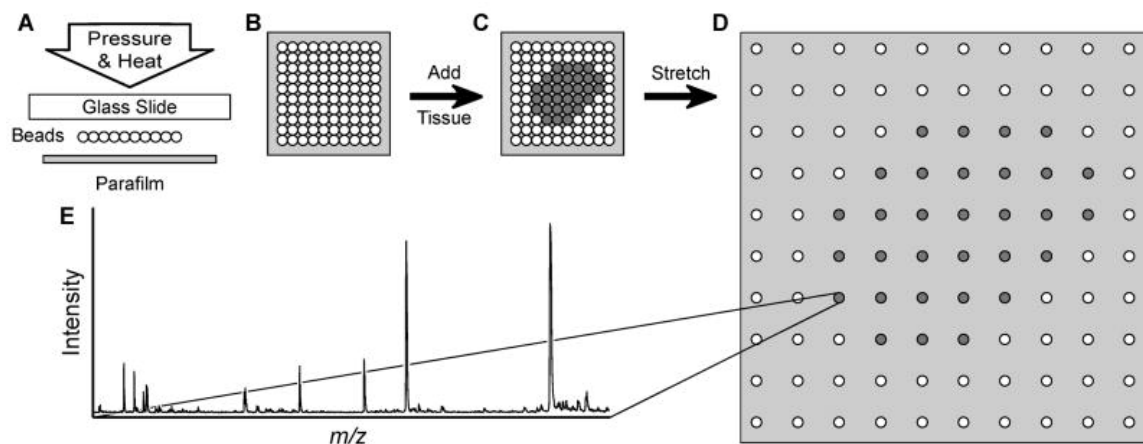 A
Pressure
& Heat
Glass Slide
Beads
Parafilm
B
Add
Tissue
C
Stretch
D
E
Intensity
m/z